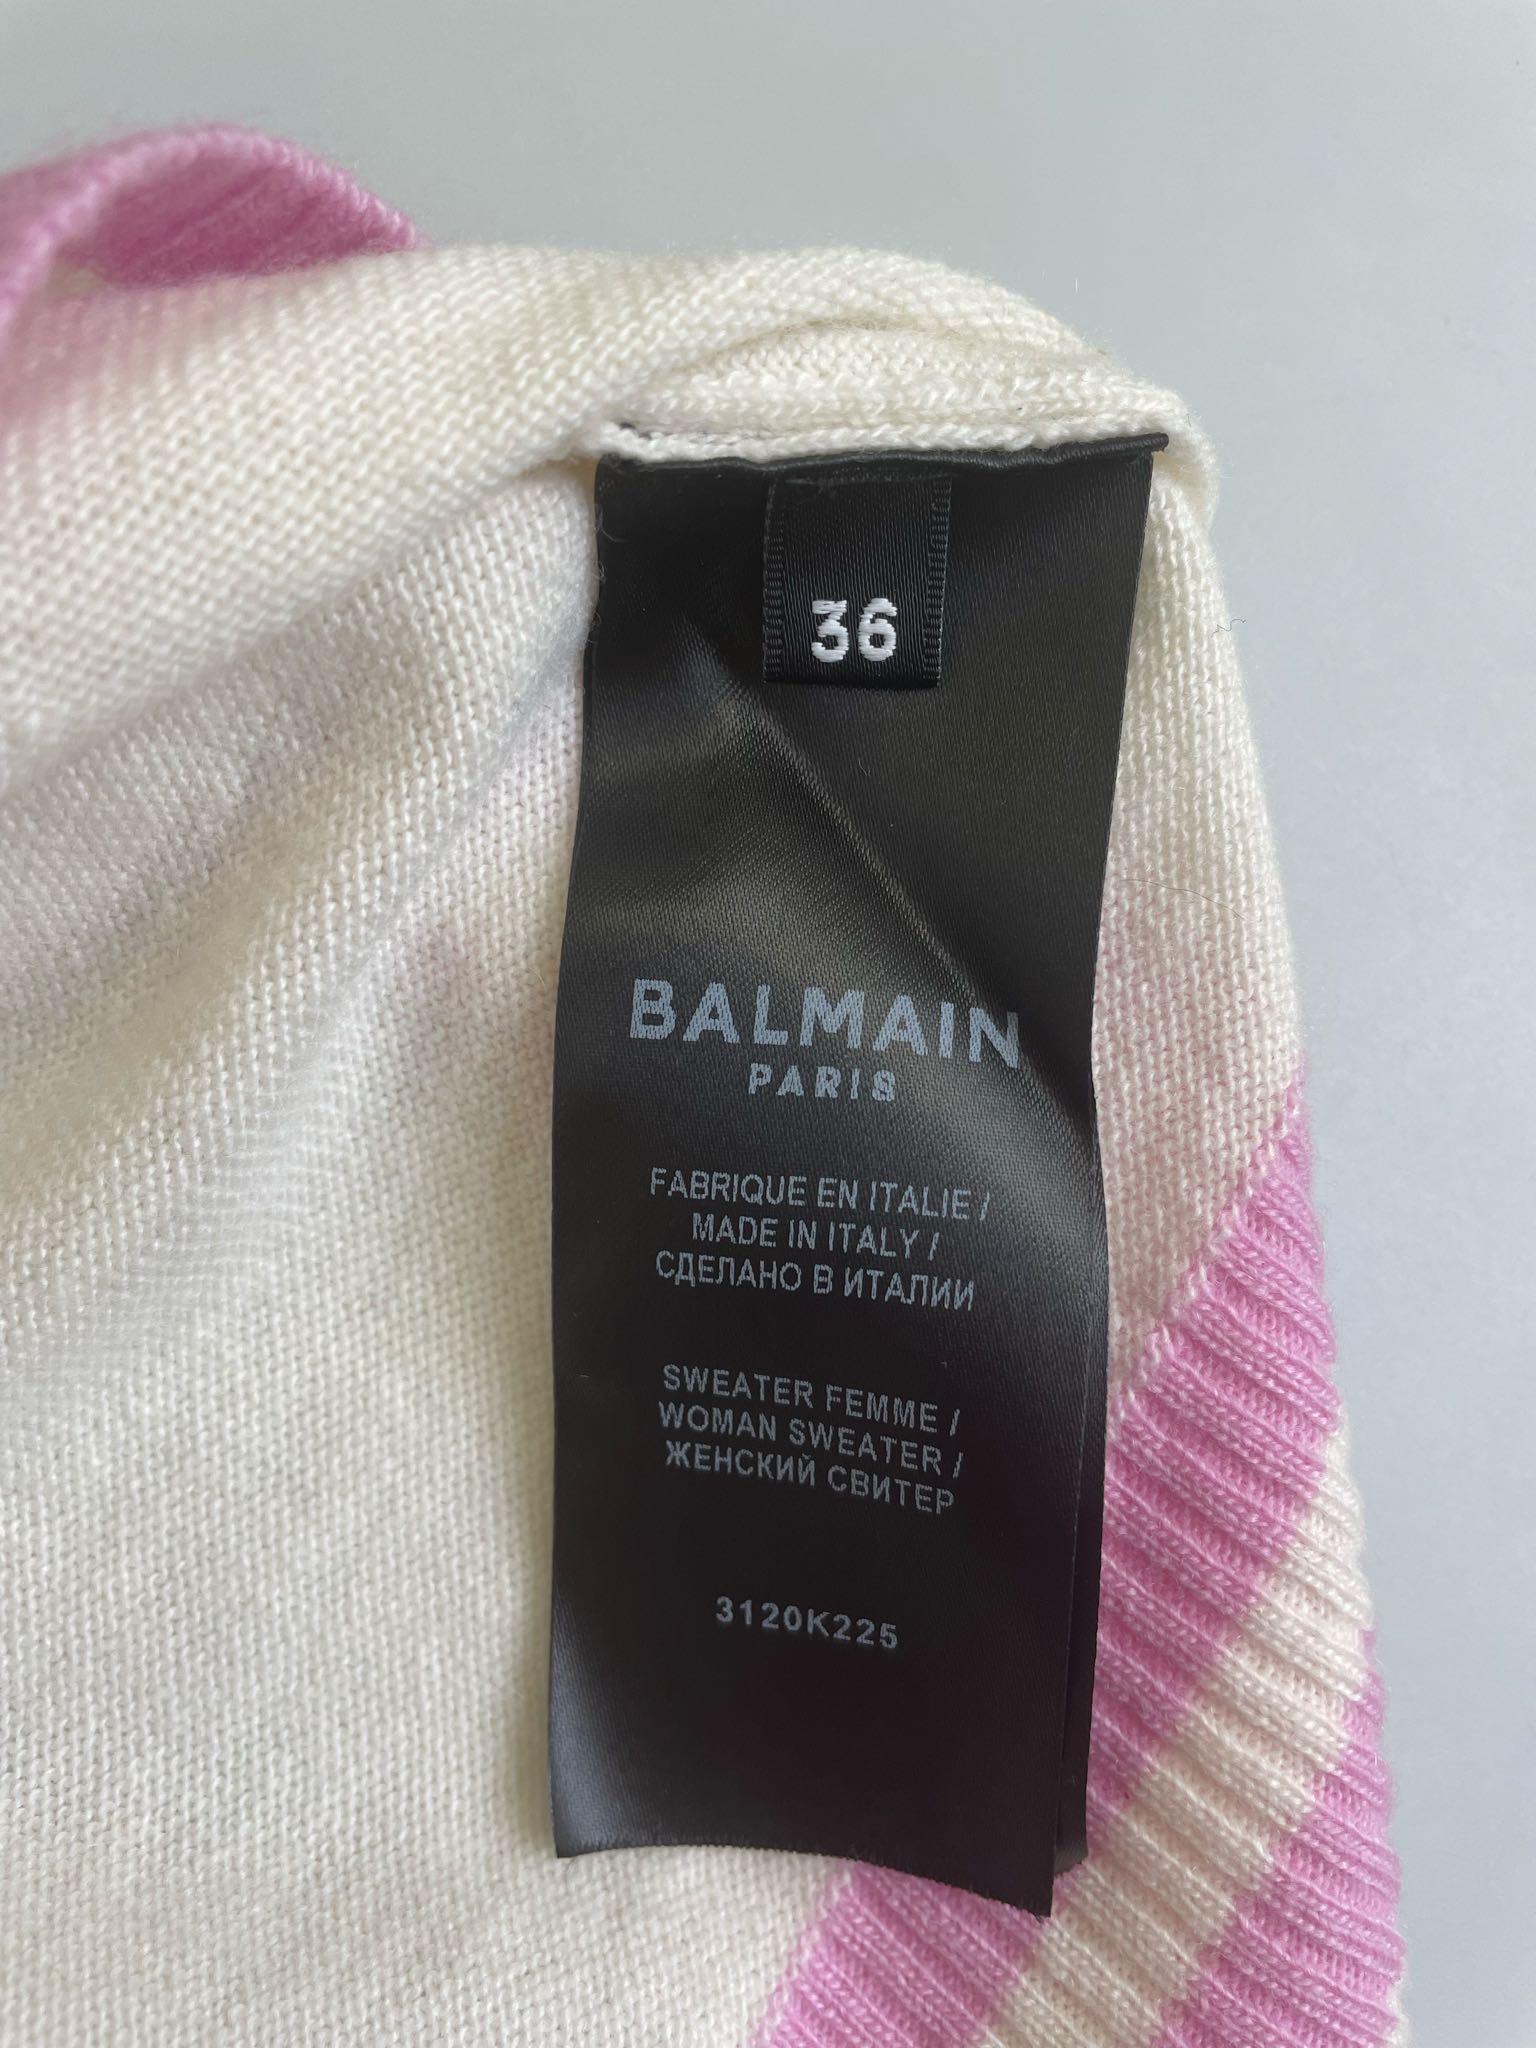 36
BALMAIN
PARIS
FABRIQUE EN ITALIE /
MADE IN ITALY /
СДЕЛАНО В ИТАЛИИ
SWEATER FEMME /
WOMAN SWEATER /
ЖЕНСКИЙ СВИТЕР
3120K225